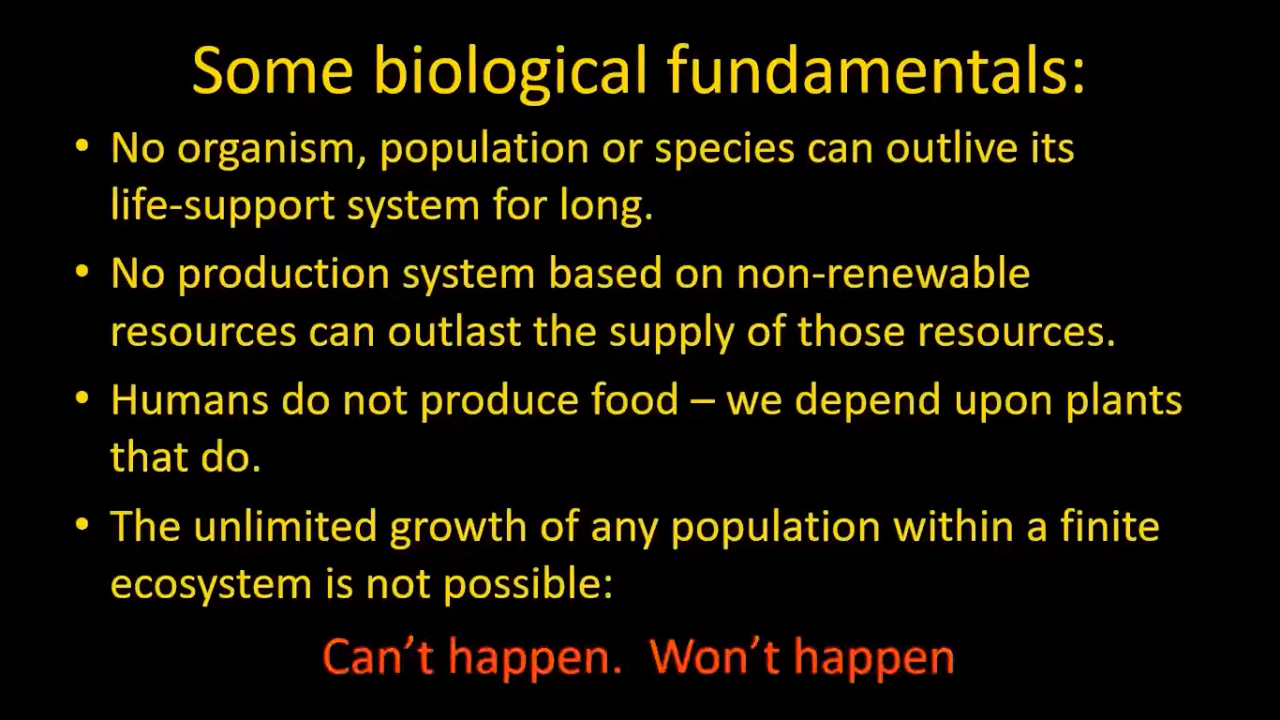 Some biological fundamentals:
• No organism, population or species can outlive its
life-support system for long.
• No production system based on non-renewable
resources can outlast the supply of those resources.
• Humans do not produce food – we depend upon plants
that do.
• The unlimited growth of any population within a finite
ecosystem is not possible:
Can’t happen.  Won’t happen